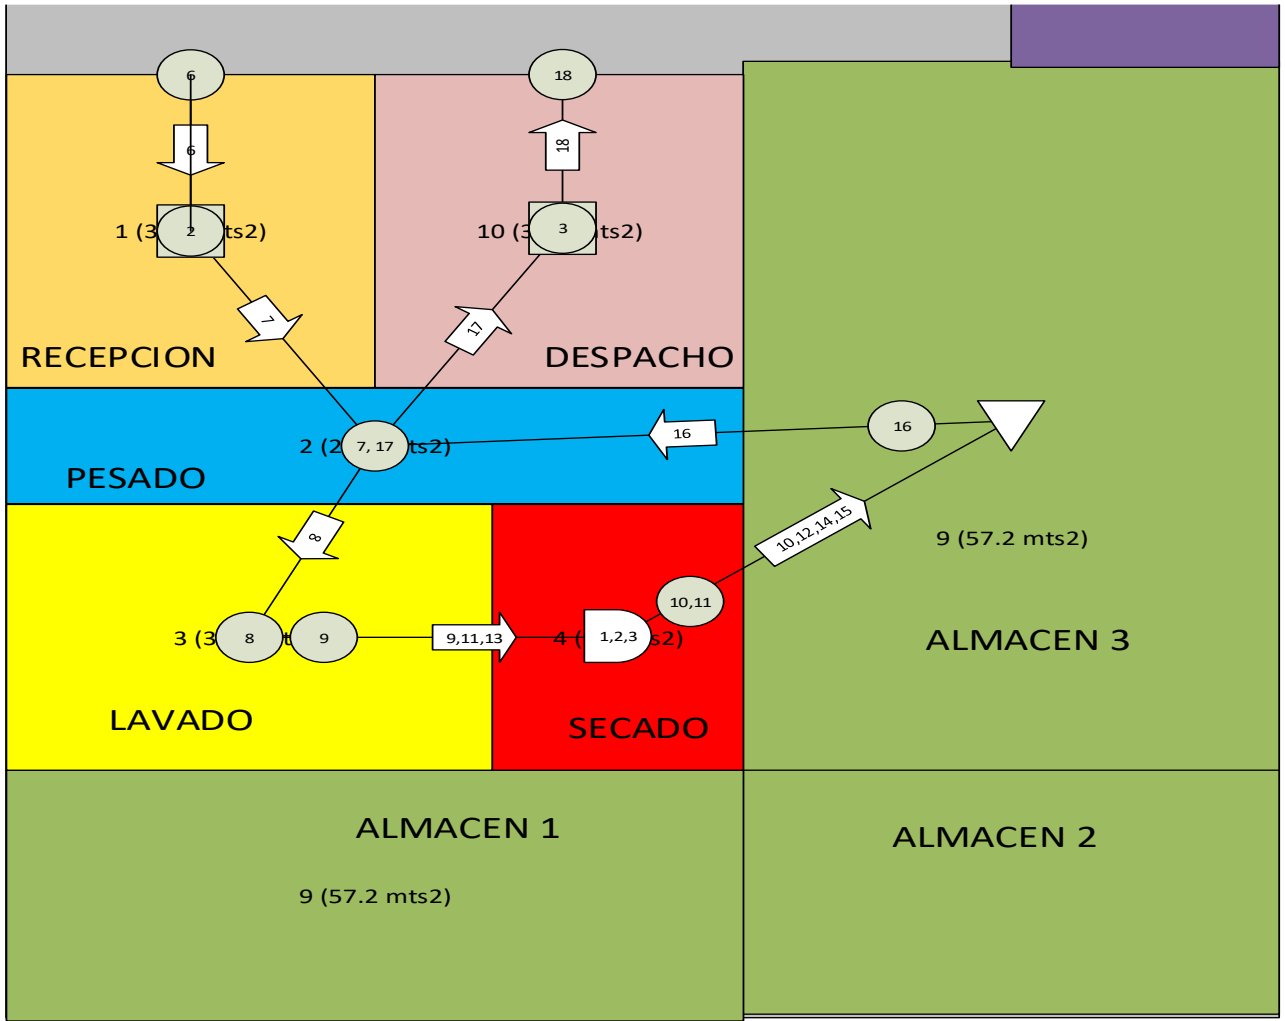 6
18
6
18
1 (3
2
ts2)
10 (3
3
ts2)
7
17
RECEPCION
DESPACHO
16
16
2 (2
7, 17
ts2)
PESADO
8
10,12,14,15
9 (57.2 mts2)
10,11
3 (3
8
9
9,11,13
4 (
1,2,3
s2)
ALMACEN 3
LAVADO
SECADO
ALMACEN 1
ALMACEN 2
9 (57.2 mts2)